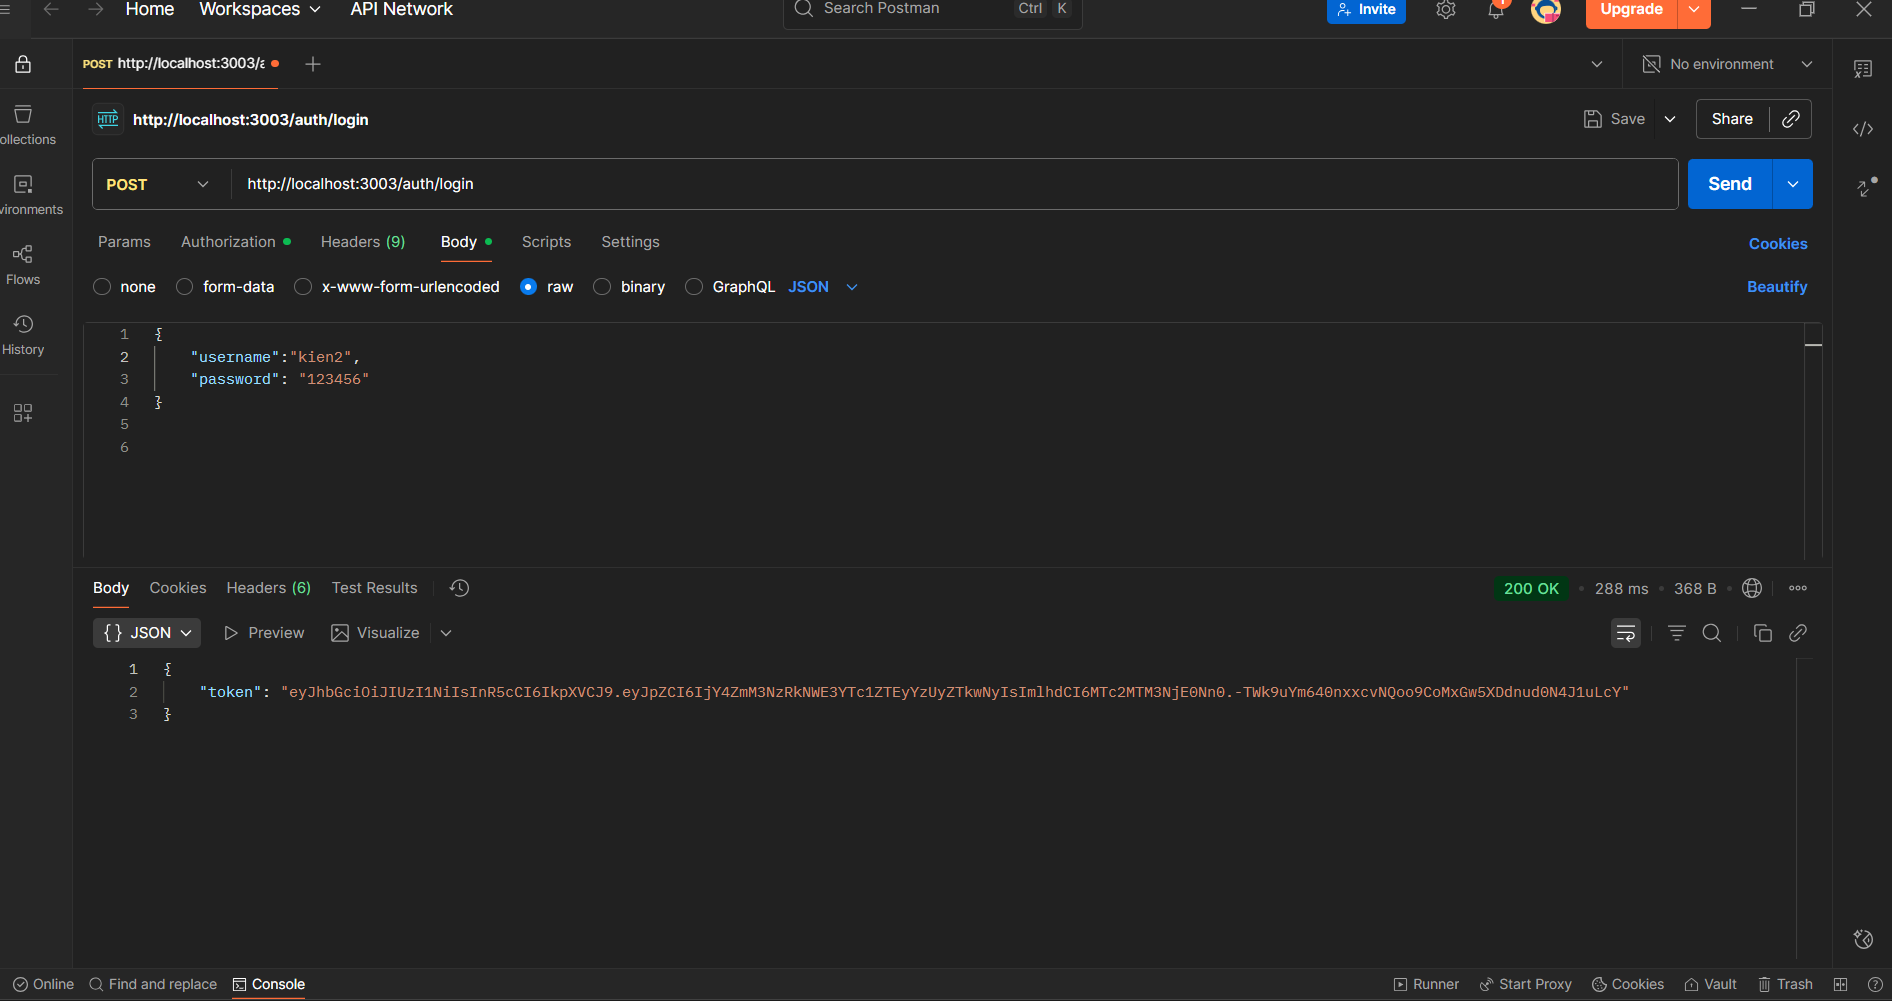 Home Workspaces API Network Search Postman Ctrl K Invite 1 Upgrade
POST http://localhost:3003/a No environment
HTTP http://localhost:3003/auth/login Save Share
ollections
POST http://localhost:3003/auth/login Send
vironments
Params Authorization Headers (9) Body Scripts Settings Cookies
Flows
none form-data x-www-form-urlencoded raw binary GraphQL JSON Beautify
History
1 {
2 "username":"kien2",
3 "password": "123456"
4 }
5
6
Body Cookies Headers (6) Test Results 200 OK • 288 ms • 368 B
{} JSON Preview Visualize
1 {
2 "token": "eyJhbGciOiJIUzI1NiIsInR5cCI6IkpXVCJ9.eyJpZCI6IjY4ZmM3NzRkNWE3YTc1ZTEyYzUyZTkwNyIsImlhdCI6MTc2MTM3NjE0Nn0.-TWk9uYm640nxxcvNQoo9CoMxGw5XDdnud0N4J1uLcY"
3 }
Online Find and replace Console Runner Start Proxy Cookies Vault Trash